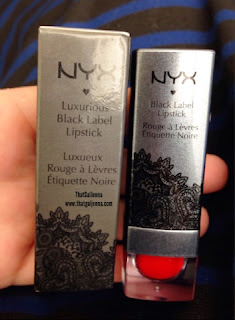 NYX
Luxurious
Black Label
Lipstick
Luxueux
Rouge à Lèvres
Étiquette Noire
ThatGalJenna
www.thatgaljenna.com
NYX
Black Label
Lipstick
Rouge à Lèvres
Étiquette Noire